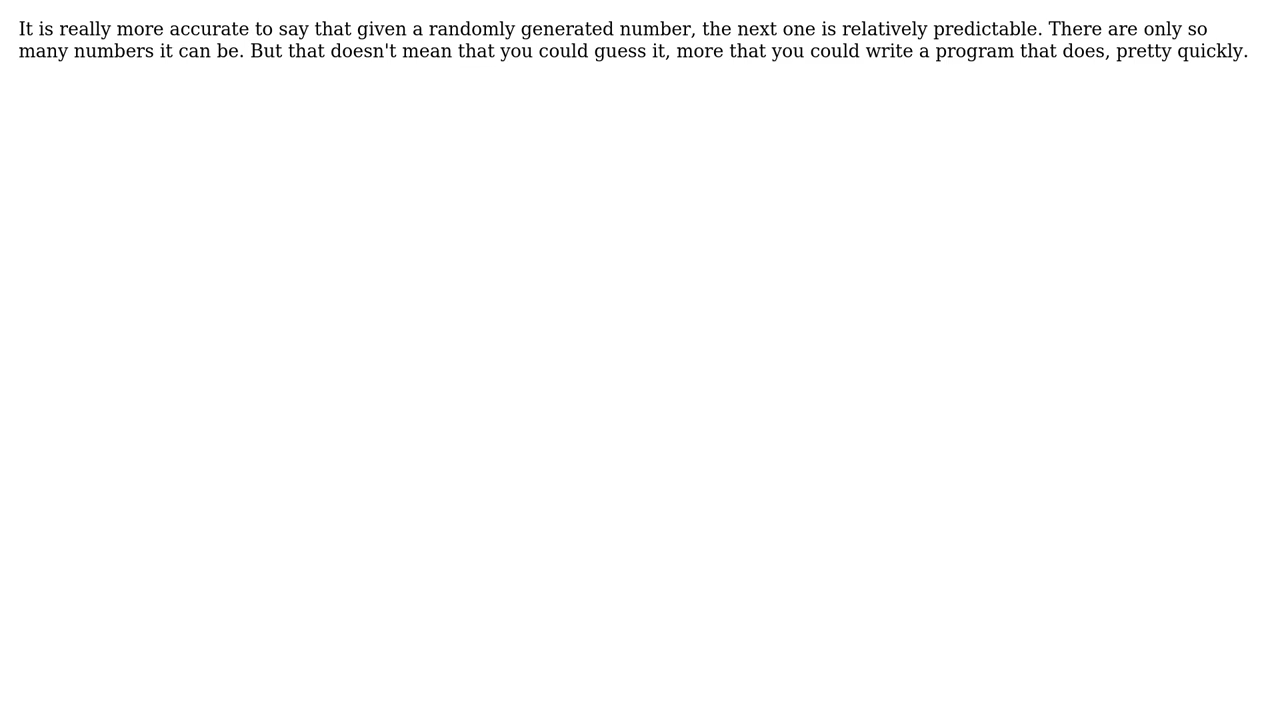 It is really more accurate to say that given a randomly generated number, the next one is relatively predictable. There are only so
many numbers it can be. But that doesn't mean that you could guess it, more that you could write a program that does, pretty quickly.